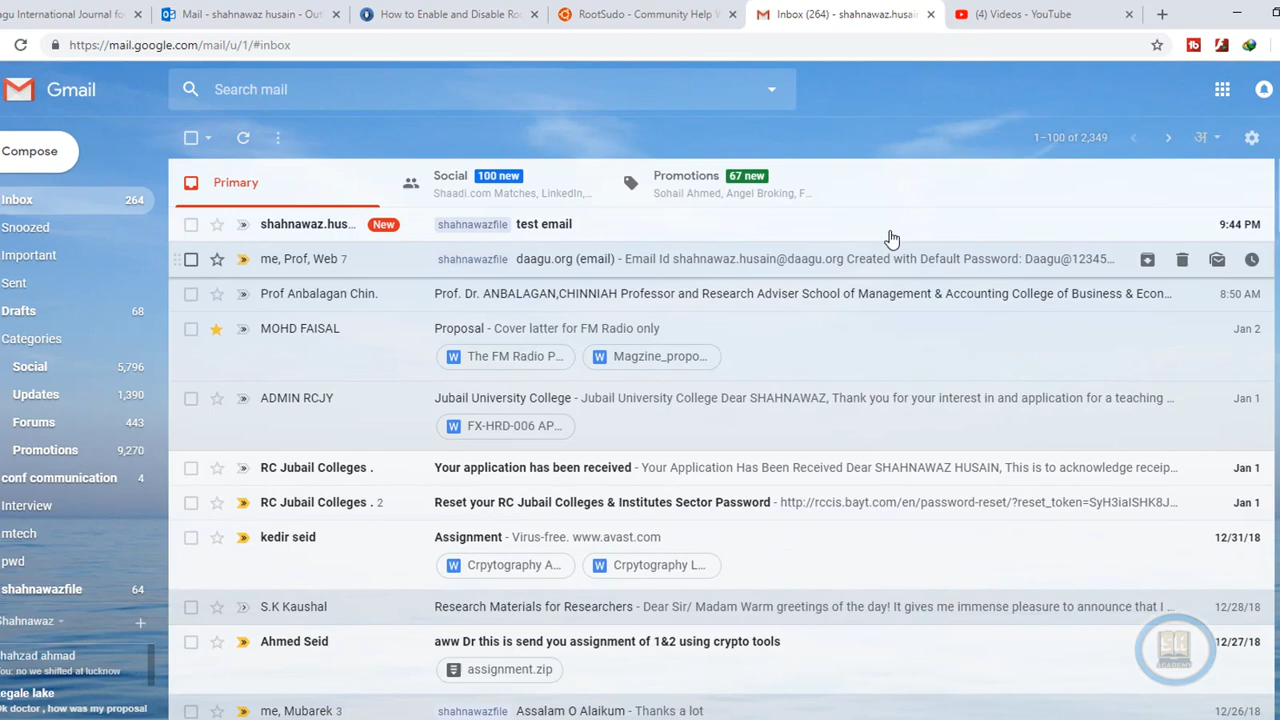 agu International Journal for
Mail - shahnawaz husain - Out
How to Enable and Disable Roo
RootSudo - Community Help W
Inbox (264) - shahnawaz.husain
(4) Videos - YouTube
https://mail.google.com/mail/u/1/#inbox
Gmail
Search mail
1–100 of 2,349
अ
Compose
Primary
Social 100 new
Shaadi.com Matches, LinkedIn,...
Promotions 67 new
Sohail Ahmed, Angel Broking, F...
Inbox 264
Snoozed
Important
Sent
Drafts 68
Categories
Social 5,796
Updates 1,390
Forums 443
Promotions 9,270
conf communication 4
Interview
mtech
pwd
shahnawazfile 64
Shahnawaz
hahzad ahmad
You: no we shifled at lucknow
egale lake
Ok doctor , how was my proposal
shahnawaz.hus... New shahnawazfile test email 9:44 PM
me, Prof, Web 7 shahnawazfile daagu.org (email) - Email Id shahnawaz.husain@daagu.org Created with Default Password: Daagu@12345...
Prof Anbalagan Chin. Prof. Dr. ANBALAGAN,CHINNIAH Professor and Research Adviser School of Management & Accounting College of Business & Econ... 8:50 AM
MOHD FAISAL Proposal - Cover latter for FM Radio only Jan 2
The FM Radio P... Magzine_propo...
ADMIN RCJY Jubail University College - Jubail University College Dear SHAHNAWAZ, Thank you for your interest in and application for a teaching ... Jan 1
FX-HRD-006 AP...
RC Jubail Colleges . Your application has been received - Your Application Has Been Received Dear SHAHNAWAZ HUSAIN, This is to acknowledge receip... Jan 1
RC Jubail Colleges . 2 Reset your RC Jubail Colleges & Institutes Sector Password - http://rccis.bayt.com/en/password-reset/?reset_token=SyH3iaISHK8J... Jan 1
kedir seid Assignment - Virus-free. www.avast.com 12/31/18
Crpytography A... Crpytography L...
S.K Kaushal Research Materials for Researchers - Dear Sir/ Madam Warm greetings of the day! It gives me immense pleasure to announce that I ... 12/28/18
Ahmed Seid aww Dr this is send you assignment of 1&2 using crypto tools 12/27/18
assignment.zip
me, Mubarek 3 shahnawazfile Assalam O Alaikum - Thanks a lot 12/26/18
ACADEMY